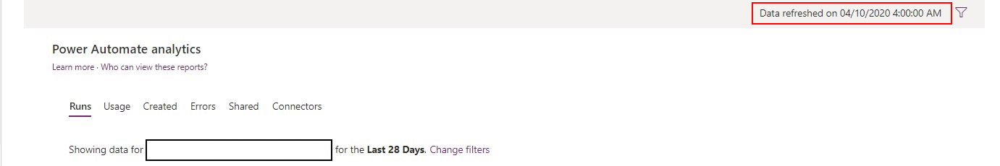 Data refreshed on 04/10/2020 4:00:00 AM
Power Automate analytics
Learn more · Who can view these reports?
Runs Usage Created Errors Shared Connectors
Showing data for for the Last 28 Days. Change filters